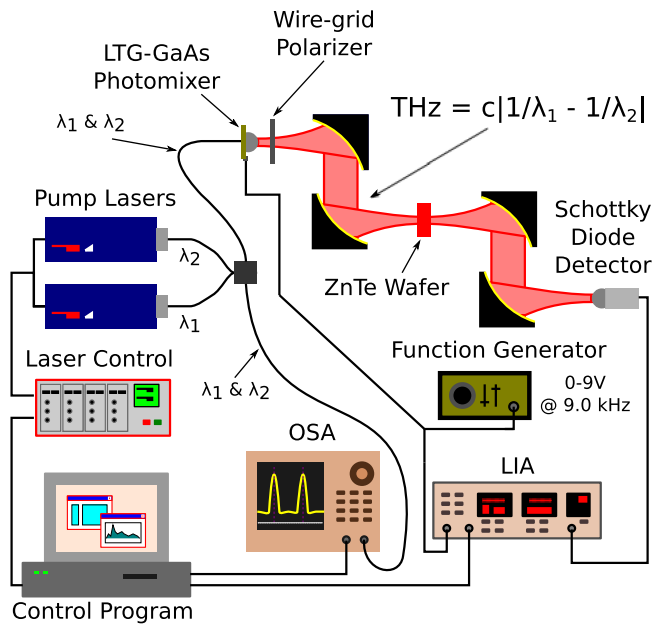 Wire-grid
Polarizer
LTG-GaAs
Photomixer
THz = c|1/λ₁ - 1/λ₂|
λ₁ & λ₂
Pump Lasers
λ₂
λ₁
Schottky
Diode
Detector
ZnTe Wafer
Laser Control
λ₁ & λ₂
Function Generator
0-9V
@ 9.0 kHz
OSA
LIA
Control Program